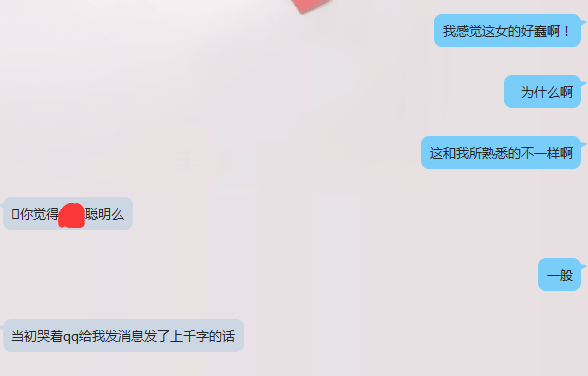 我感觉这女的好蠢啊！
为什么啊
这和我所熟悉的不一样啊
你觉得聪明么
一般
当初哭着qq给我发消息发了上千字的话